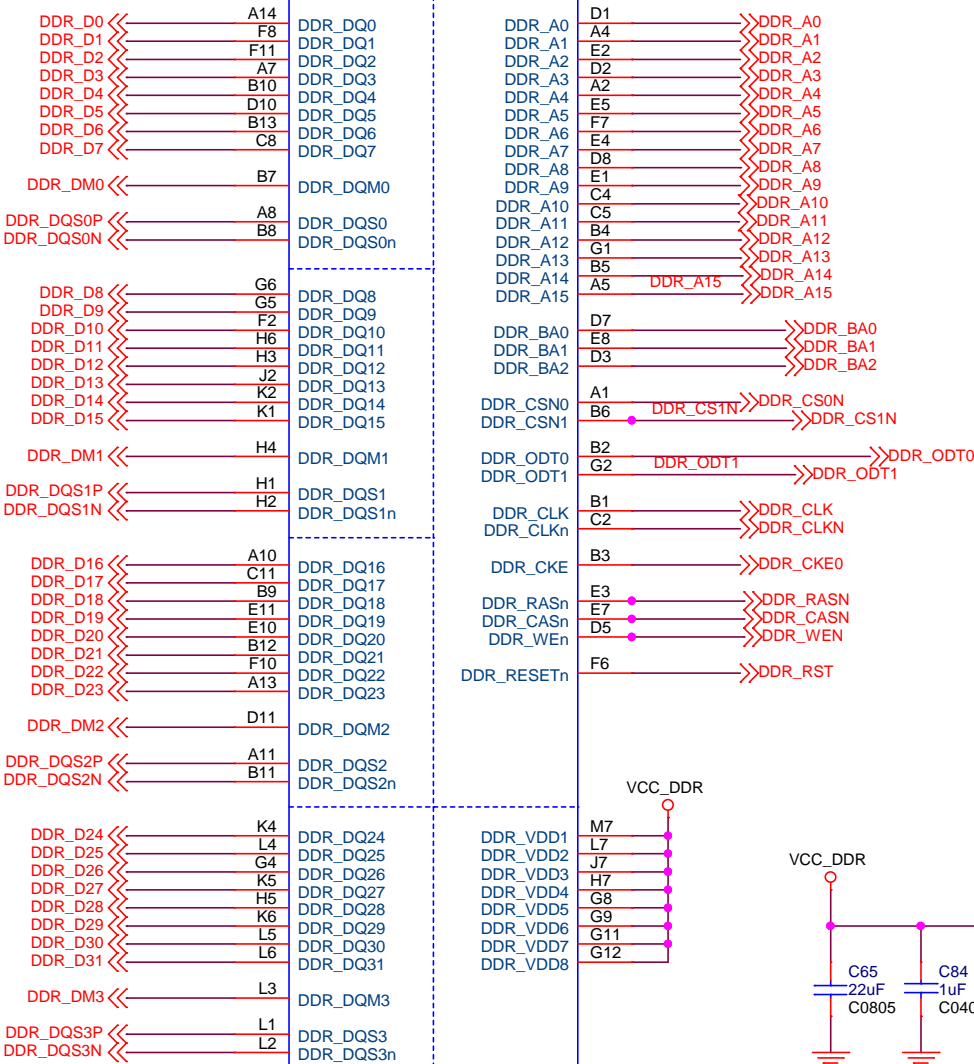 DDR_D0 A14 DDR_DQ0 DDR_A0 D1 DDR_A0
DDR_D1 F8 DDR_DQ1 DDR_A1 A4 DDR_A1
DDR_D2 F11 DDR_DQ2 DDR_A2 E2 DDR_A2
DDR_D3 A7 DDR_DQ3 DDR_A3 D2 DDR_A3
DDR_D4 B10 DDR_DQ4 DDR_A4 A2 DDR_A4
DDR_D5 D10 DDR_DQ5 DDR_A5 E5 DDR_A5
DDR_D6 B13 DDR_DQ6 DDR_A6 F7 DDR_A6
DDR_D7 C8 DDR_DQ7 DDR_A7 E4 DDR_A7
DDR_A8 D8 DDR_A8
DDR_DM0 B7 DDR_DQM0 DDR_A9 E1 DDR_A9
DDR_A10 C4 DDR_A10
DDR_DQS0P A8 DDR_DQS0 DDR_A11 C5 DDR_A11
DDR_DQS0N B8 DDR_DQS0n DDR_A12 B4 DDR_A12
DDR_A13 G1 DDR_A13
DDR_A14 B5 DDR_A14
DDR_D8 G6 DDR_DQ8 DDR_A15 A5 DDR_A15 DDR_A15
DDR_D9 G5 DDR_DQ9
DDR_D10 F2 DDR_DQ10 DDR_BA0 D7 DDR_BA0
DDR_D11 H6 DDR_DQ11 DDR_BA1 E8 DDR_BA1
DDR_D12 H3 DDR_DQ12 DDR_BA2 D3 DDR_BA2
DDR_D13 J2 DDR_DQ13
DDR_D14 K2 DDR_DQ14 DDR_CSN0 A1 DDR_CS0N
DDR_D15 K1 DDR_DQ15 DDR_CSN1 B6 DDR_CS1N DDR_CS1N
DDR_DM1 H4 DDR_DQM1 DDR_ODT0 B2 DDR_ODT0
DDR_ODT1 G2 DDR_ODT1 DDR_ODT1
DDR_DQS1P H1 DDR_DQS1
DDR_DQS1N H2 DDR_DQS1n DDR_CLK B1 DDR_CLK
DDR_CLKn C2 DDR_CLKN
DDR_D16 A10 DDR_DQ16 DDR_CKE B3 DDR_CKE0
DDR_D17 C11 DDR_DQ17
DDR_D18 B9 DDR_DQ18 DDR_RASn E3 DDR_RASN
DDR_D19 E11 DDR_DQ19 DDR_CASn E7 DDR_CASN
DDR_D20 E10 DDR_DQ20 DDR_WEn D5 DDR_WEN
DDR_D21 B12 DDR_DQ21
DDR_D22 F10 DDR_DQ22 DDR_RESETn F6 DDR_RST
DDR_D23 A13 DDR_DQ23
DDR_DM2 D11 DDR_DQM2
DDR_DQS2P A11 DDR_DQS2
DDR_DQS2N B11 DDR_DQS2n
VCC_DDR
DDR_D24 K4 DDR_DQ24 DDR_VDD1 M7
DDR_D25 L4 DDR_DQ25 DDR_VDD2 L7
DDR_D26 G4 DDR_DQ26 DDR_VDD3 J7
DDR_D27 K5 DDR_DQ27 DDR_VDD4 H7
DDR_D28 H5 DDR_DQ28 DDR_VDD5 G8
DDR_D29 K6 DDR_DQ29 DDR_VDD6 G9
DDR_D30 L5 DDR_DQ30 DDR_VDD7 G11
DDR_D31 L6 DDR_DQ31 DDR_VDD8 G12
DDR_DM3 L3 DDR_DQM3
DDR_DQS3P L1 DDR_DQS3
DDR_DQS3N L2 DDR_DQS3n
VCC_DDR
C65 C84
22uF 1uF
C0805 C040